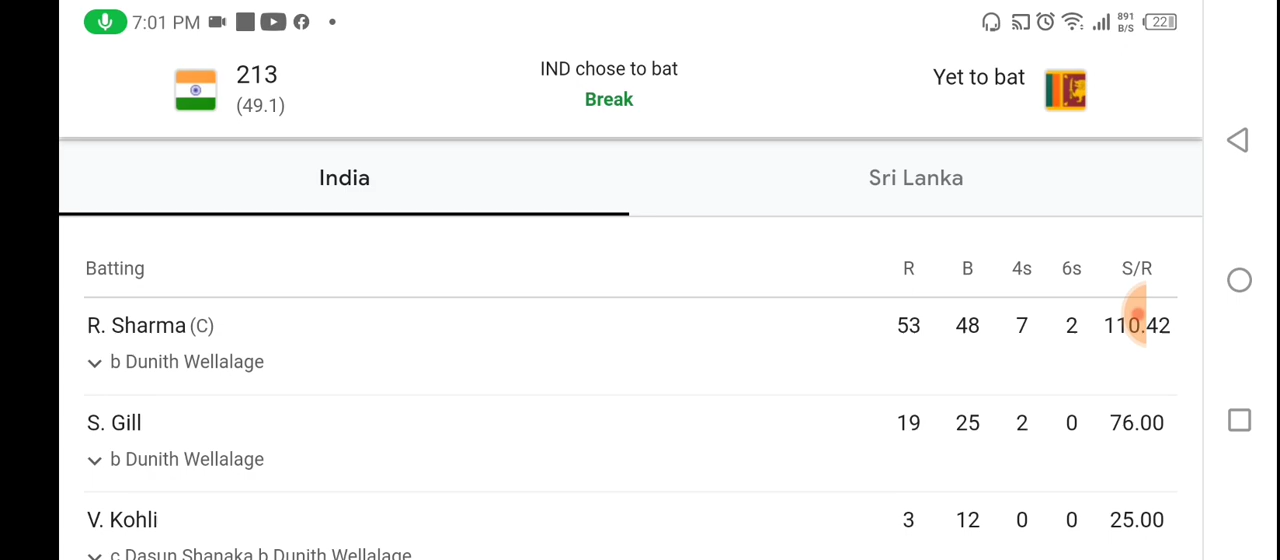 7:01 PM 891 B/S 22
213 IND chose to bat Yet to bat
(49.1) Break
India Sri Lanka
Batting R B 4s 6s S/R
R. Sharma (C) 53 48 7 2 110.42
b Dunith Wellalage
S. Gill 19 25 2 0 76.00
b Dunith Wellalage
V. Kohli 3 12 0 0 25.00
c Dasun Shanaka b Dunith Wellalage